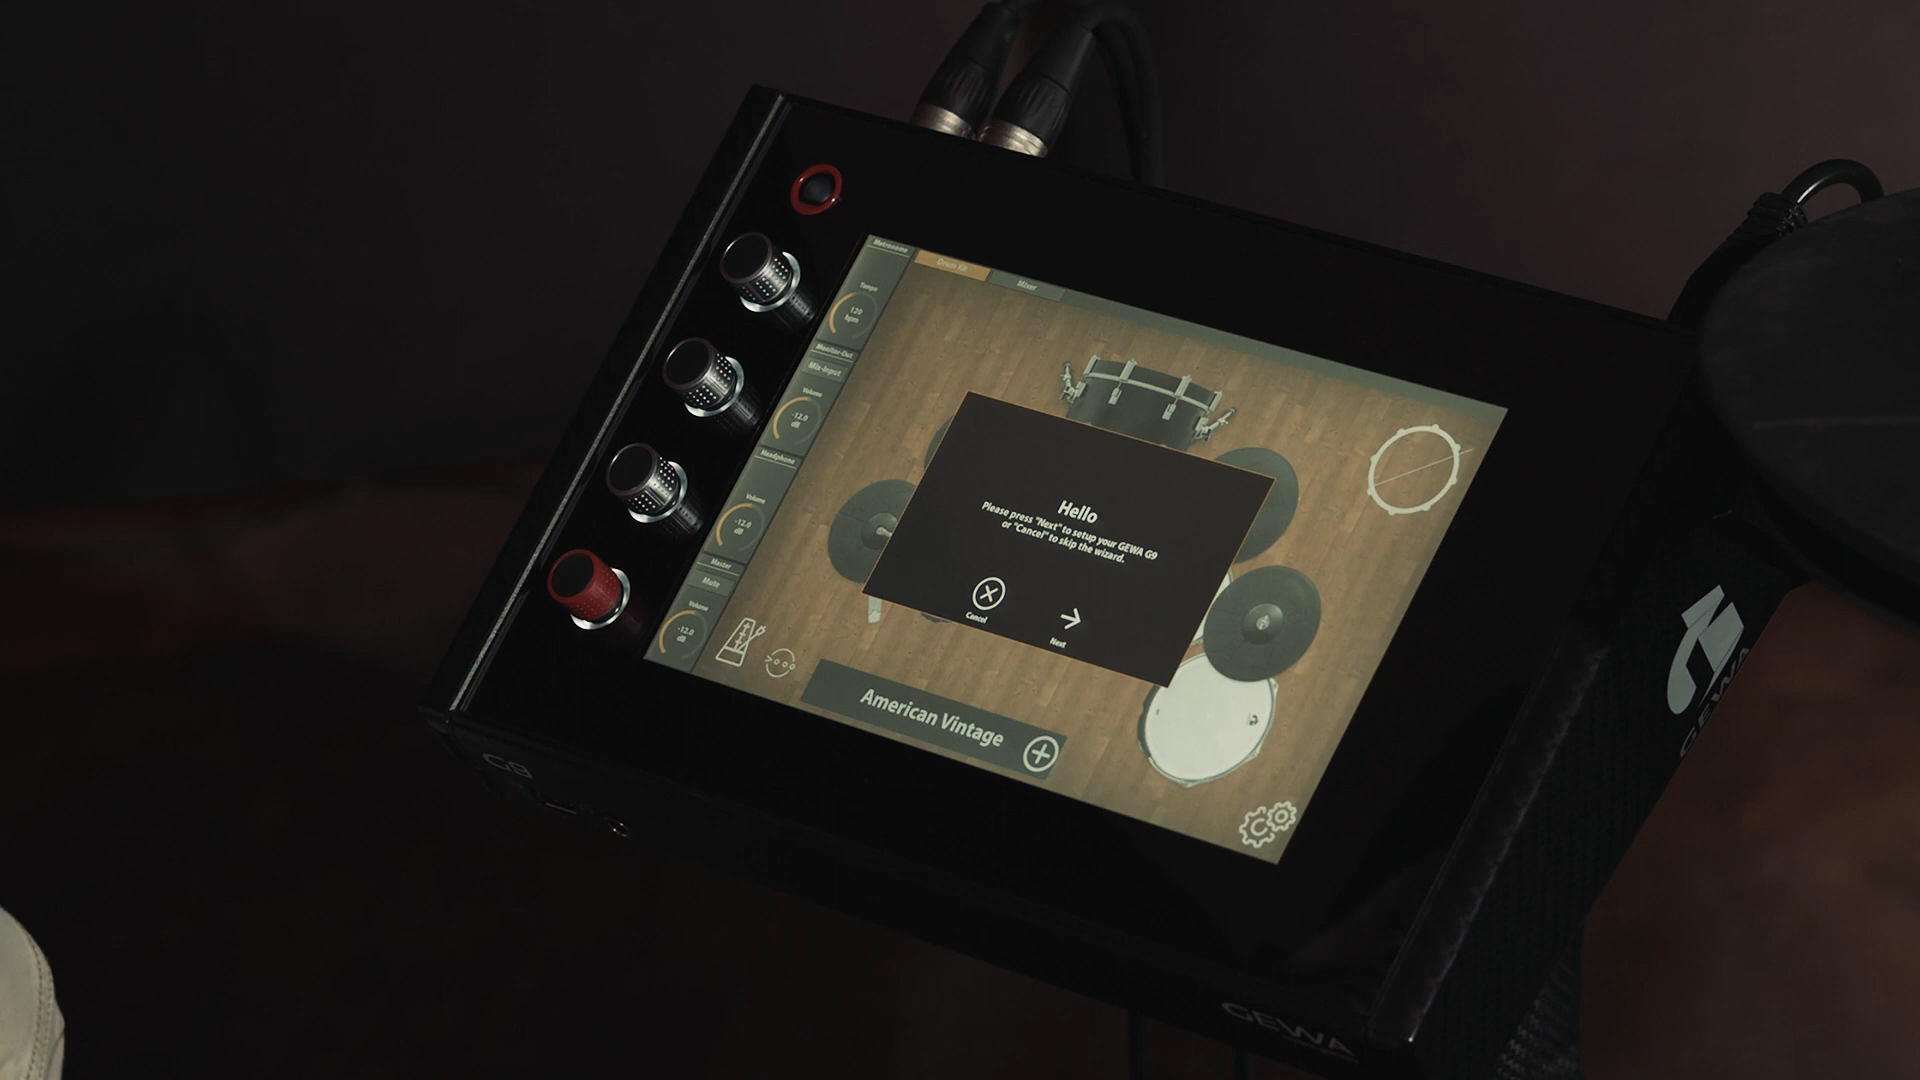 Metronome
Drum Kit
Mixer
Tempo
120
bpm
Monitor-Out
Mix-Input
Volume
-12.0
dB
Headphone
Volume
-12.0
dB
Master
Mute
Volume
-12.0
dB
Hello
Please press "Next" to setup your GEWA G9
or "Cancel" to skip the wizard.
Cancel
Next
American Vintage
G9
GEWA
GEWA